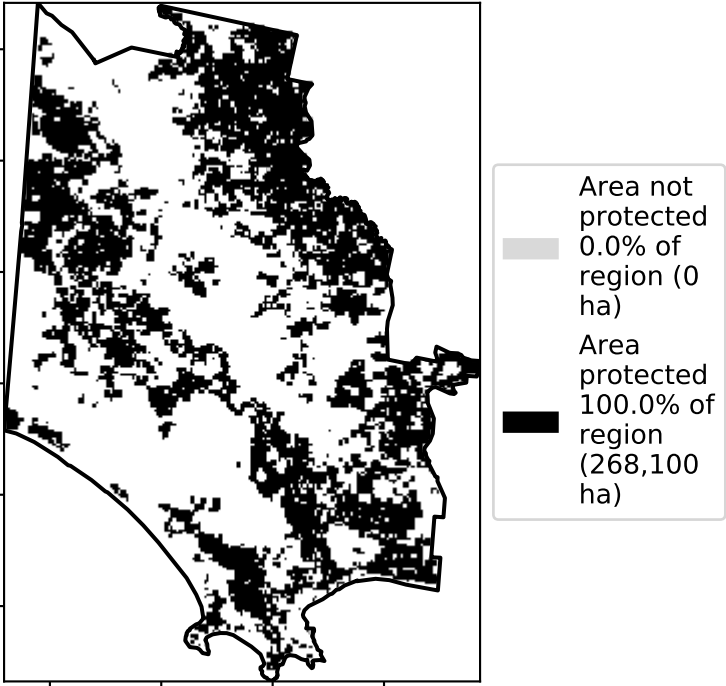 Area not
protected
0.0% of
region (0
ha)
Area
protected
100.0% of
region
(268,100
ha)